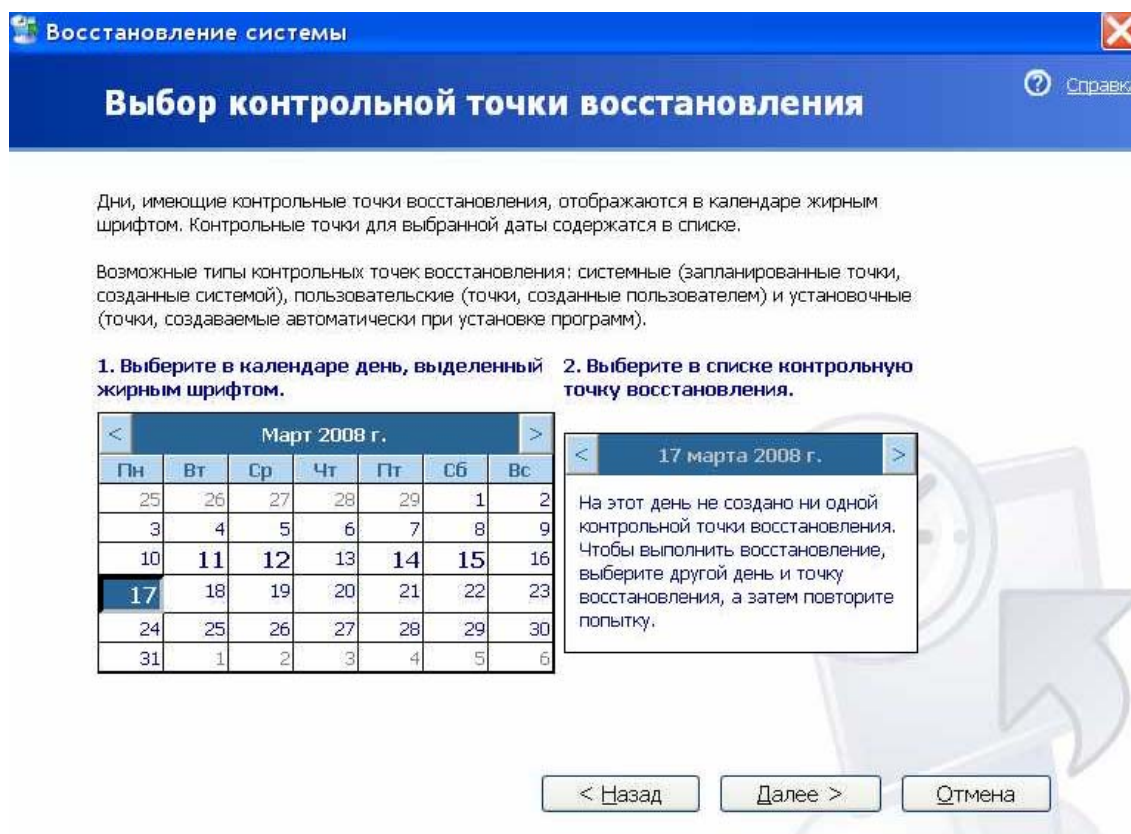 Восстановление системы
Выбор контрольной точки восстановления
Справка
Дни, имеющие контрольные точки восстановления, отображаются в календаре жирным
шрифтом. Контрольные точки для выбранной даты содержатся в списке.
Возможные типы контрольных точек восстановления: системные (запланированные точки,
созданные системой), пользовательские (точки, созданные пользователем) и установочные
(точки, создаваемые автоматически при установке программ).
1. Выберите в календаре день, выделенный
жирным шрифтом.
< Март 2008 г. >
Пн Вт Ср Чт Пт Сб Вс
25 26 27 28 29 1 2
3 4 5 6 7 8 9
10 11 12 13 14 15 16
17 18 19 20 21 22 23
24 25 26 27 28 29 30
31 1 2 3 4 5 6
2. Выберите в списке контрольную
точку восстановления.
< 17 марта 2008 г. >
На этот день не создано ни одной
контрольной точки восстановления.
Чтобы выполнить восстановление,
выберите другой день и точку
восстановления, а затем повторите
попытку.
< Назад Далее > Отмена